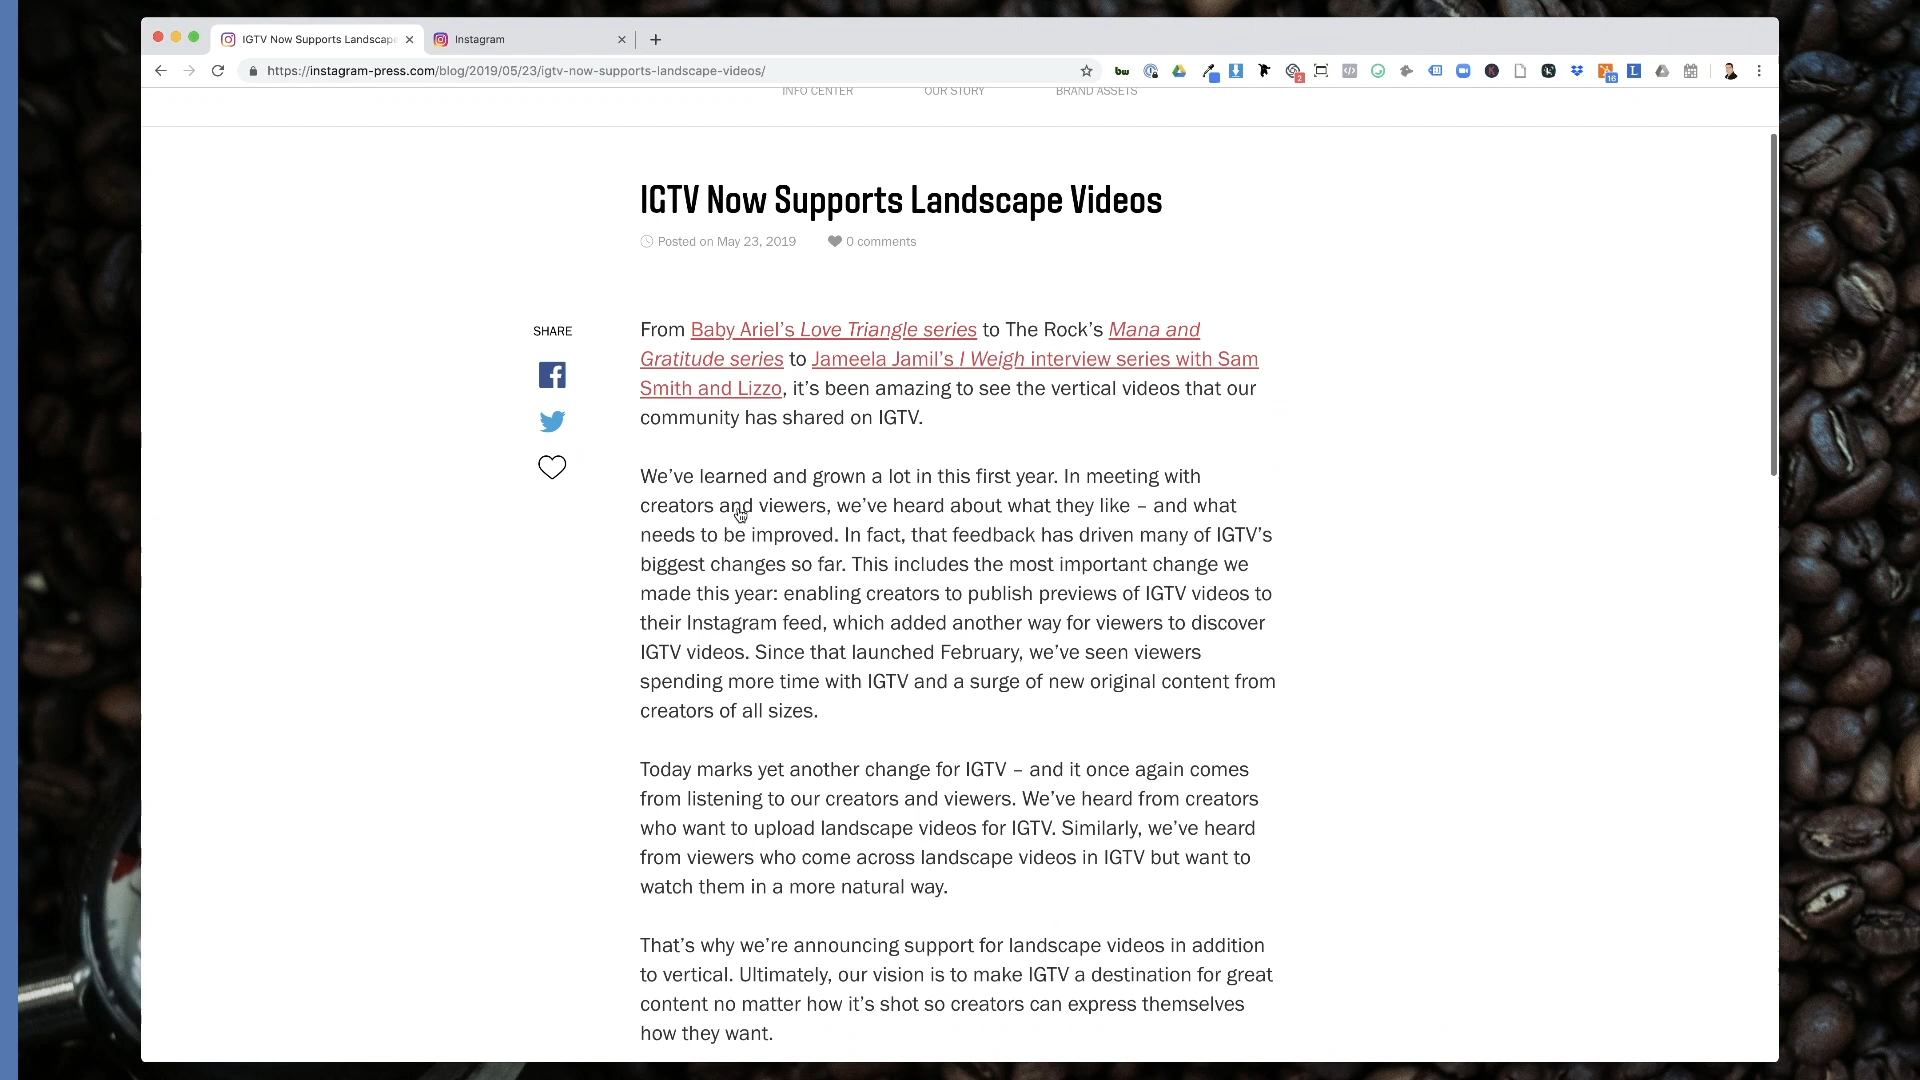 IGTV Now Supports Landscape
Instagram
https://instagram-press.com/blog/2019/05/23/igtv-now-supports-landscape-videos/
bw
2
16
L
INFO CENTER
OUR STORY
BRAND ASSETS
IGTV Now Supports Landscape Videos
Posted on May 23, 2019
0 comments
SHARE
From Baby Ariel’s Love Triangle series to The Rock’s Mana and
Gratitude series to Jameela Jamil’s I Weigh interview series with Sam
Smith and Lizzo, it’s been amazing to see the vertical videos that our
community has shared on IGTV.
We’ve learned and grown a lot in this first year. In meeting with
creators and viewers, we’ve heard about what they like – and what
needs to be improved. In fact, that feedback has driven many of IGTV’s
biggest changes so far. This includes the most important change we
made this year: enabling creators to publish previews of IGTV videos to
their Instagram feed, which added another way for viewers to discover
IGTV videos. Since that launched February, we’ve seen viewers
spending more time with IGTV and a surge of new original content from
creators of all sizes.
Today marks yet another change for IGTV – and it once again comes
from listening to our creators and viewers. We’ve heard from creators
who want to upload landscape videos for IGTV. Similarly, we’ve heard
from viewers who come across landscape videos in IGTV but want to
watch them in a more natural way.
That’s why we’re announcing support for landscape videos in addition
to vertical. Ultimately, our vision is to make IGTV a destination for great
content no matter how it’s shot so creators can express themselves
how they want.